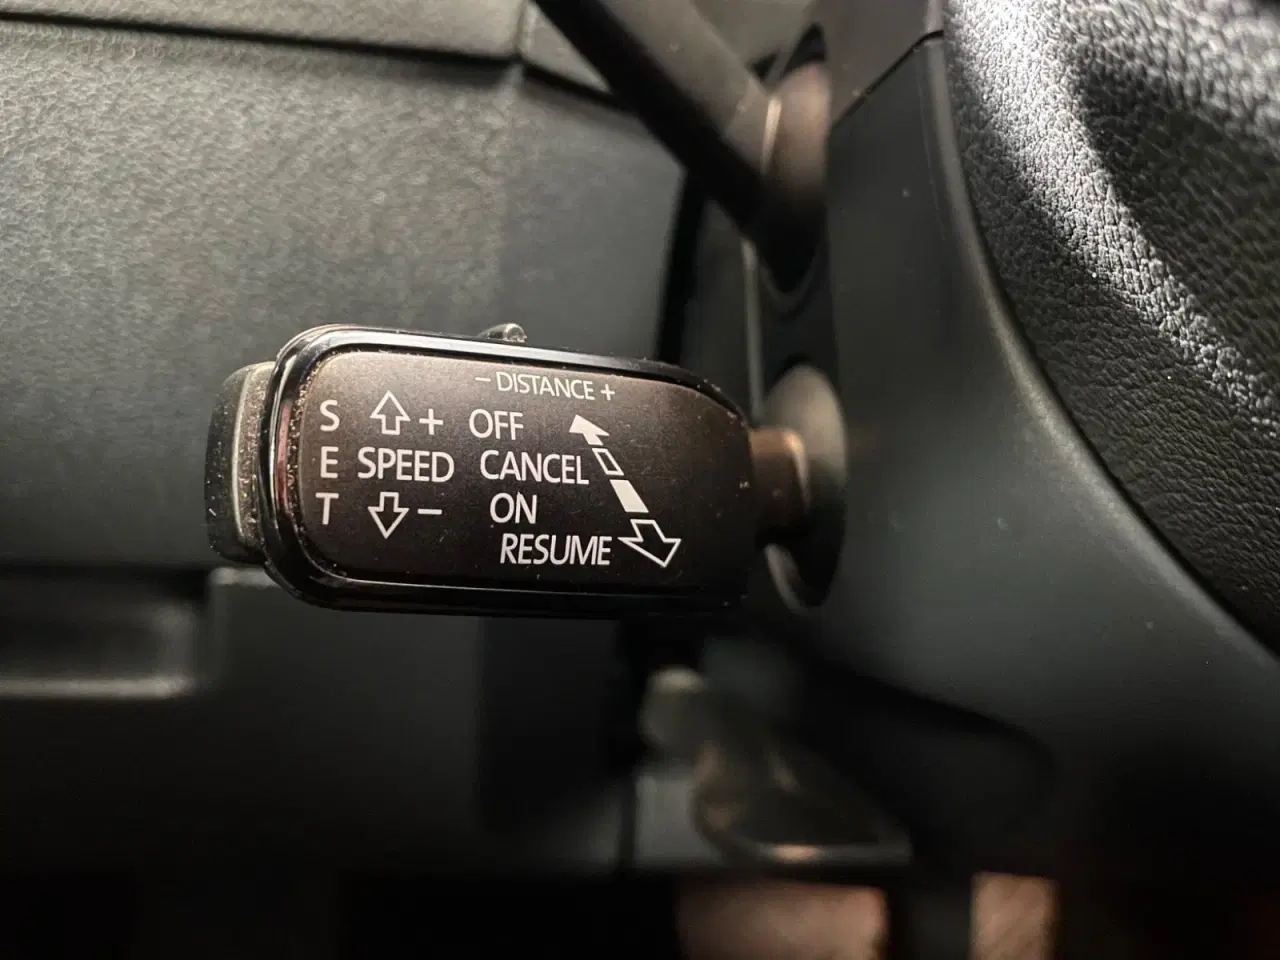 - DISTANCE +
S + OFF
E SPEED CANCEL
T - ON
RESUME